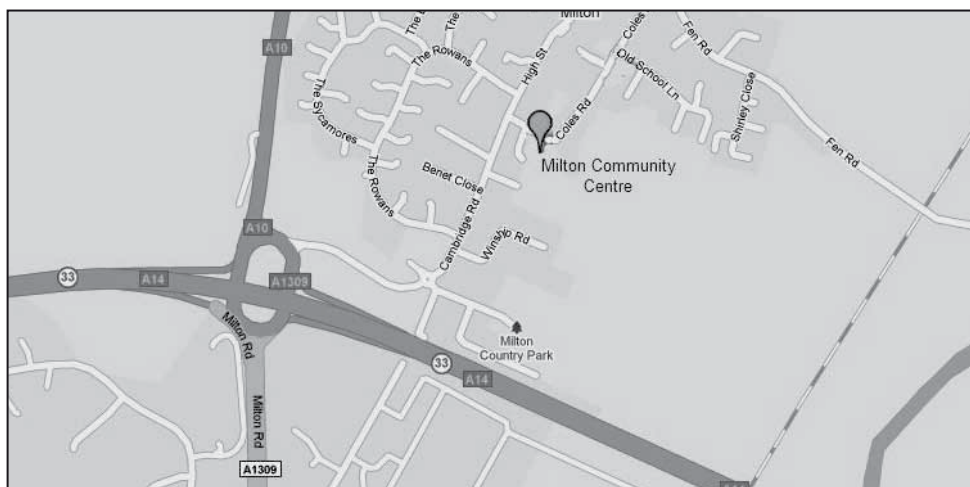 Milton
A10
The Rowans
High St
Coles Rd
Fen Rd
Old School Ln
The Sycamores
Coles Rd
Shirley Close
Milton Community
Centre
Fen Rd
The Rowans
Benet Close
Cambridge Rd
Winship Rd
A10
33
A14
A1309
Milton Rd
Milton
Country Park
33
A14
Milton Rd
A1309